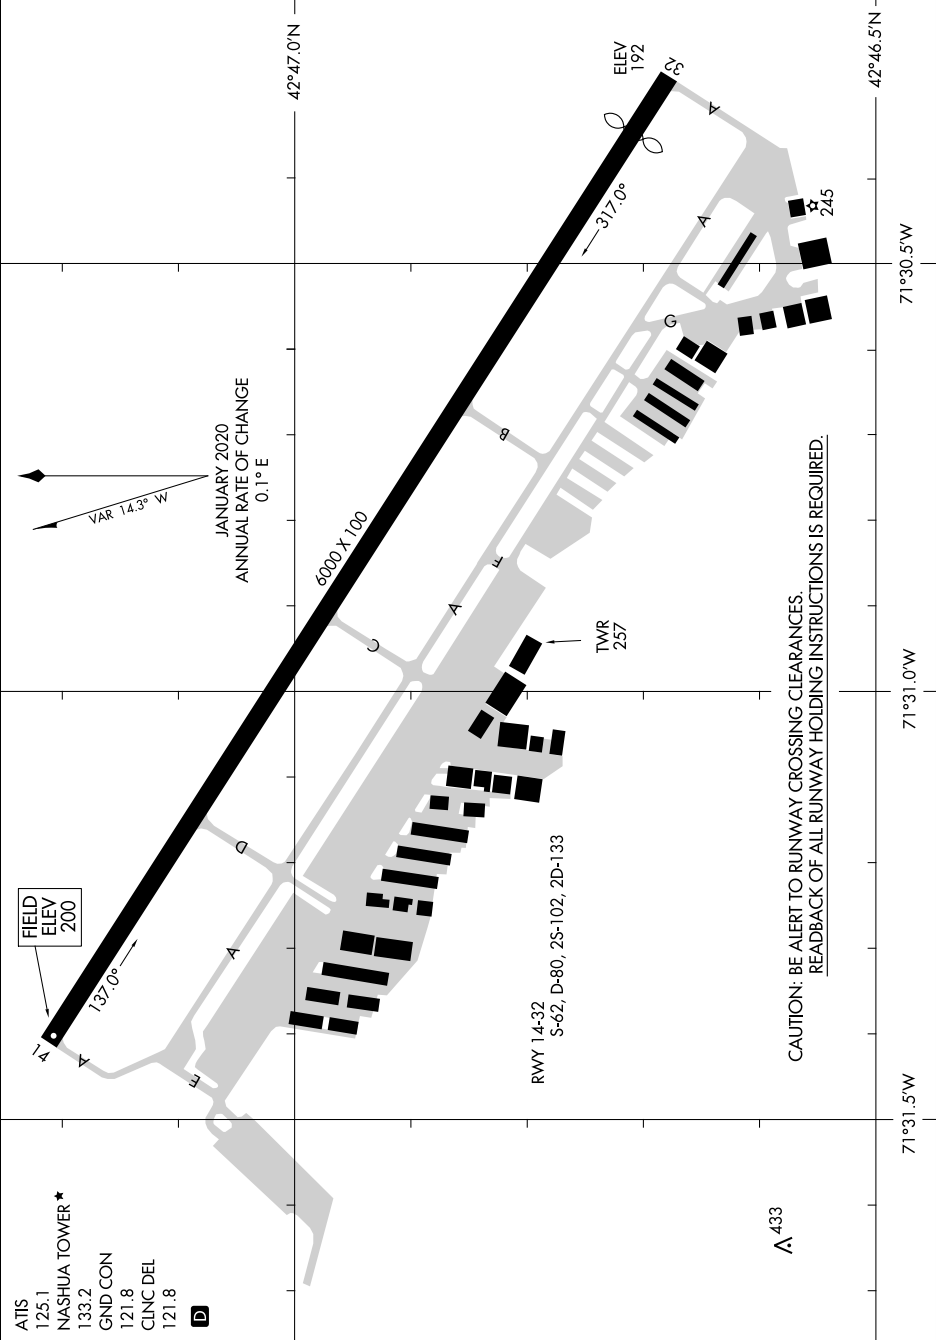 ATIS
125.1
NASHUA TOWER★
133.2
GND CON
121.8
CLNC DEL
121.8
D
FIELD
ELEV
200
14
137.0°
A
E
A
D
C
A
F
6000 X 100
B
A
G
A
317.0°
ELEV
192
32
VAR 14.3° W
JANUARY 2020
ANNUAL RATE OF CHANGE
0.1° E
TWR
257
245
433
RWY 14-32
S-62, D-80, 2S-102, 2D-133
CAUTION: BE ALERT TO RUNWAY CROSSING CLEARANCES.
READBACK OF ALL RUNWAY HOLDING INSTRUCTIONS IS REQUIRED.
42°47.0'N
42°46.5'N
71°30.5'W
71°31.0'W
71°31.5'W